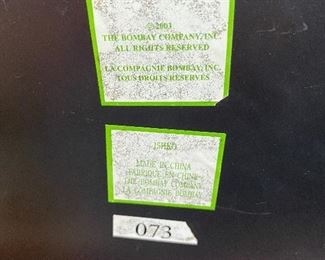 © 2003
THE BOMBAY COMPANY, INC.
ALL RIGHTS RESERVED
LA COMPAGNIE BOMBAY, INC.
TOUS DROITS RESERVES
MADE IN CHINA
FABRIQUE EN CHINE
THE BOMBAY COMPANY
LA COMPAGNIE BOMBAY
073